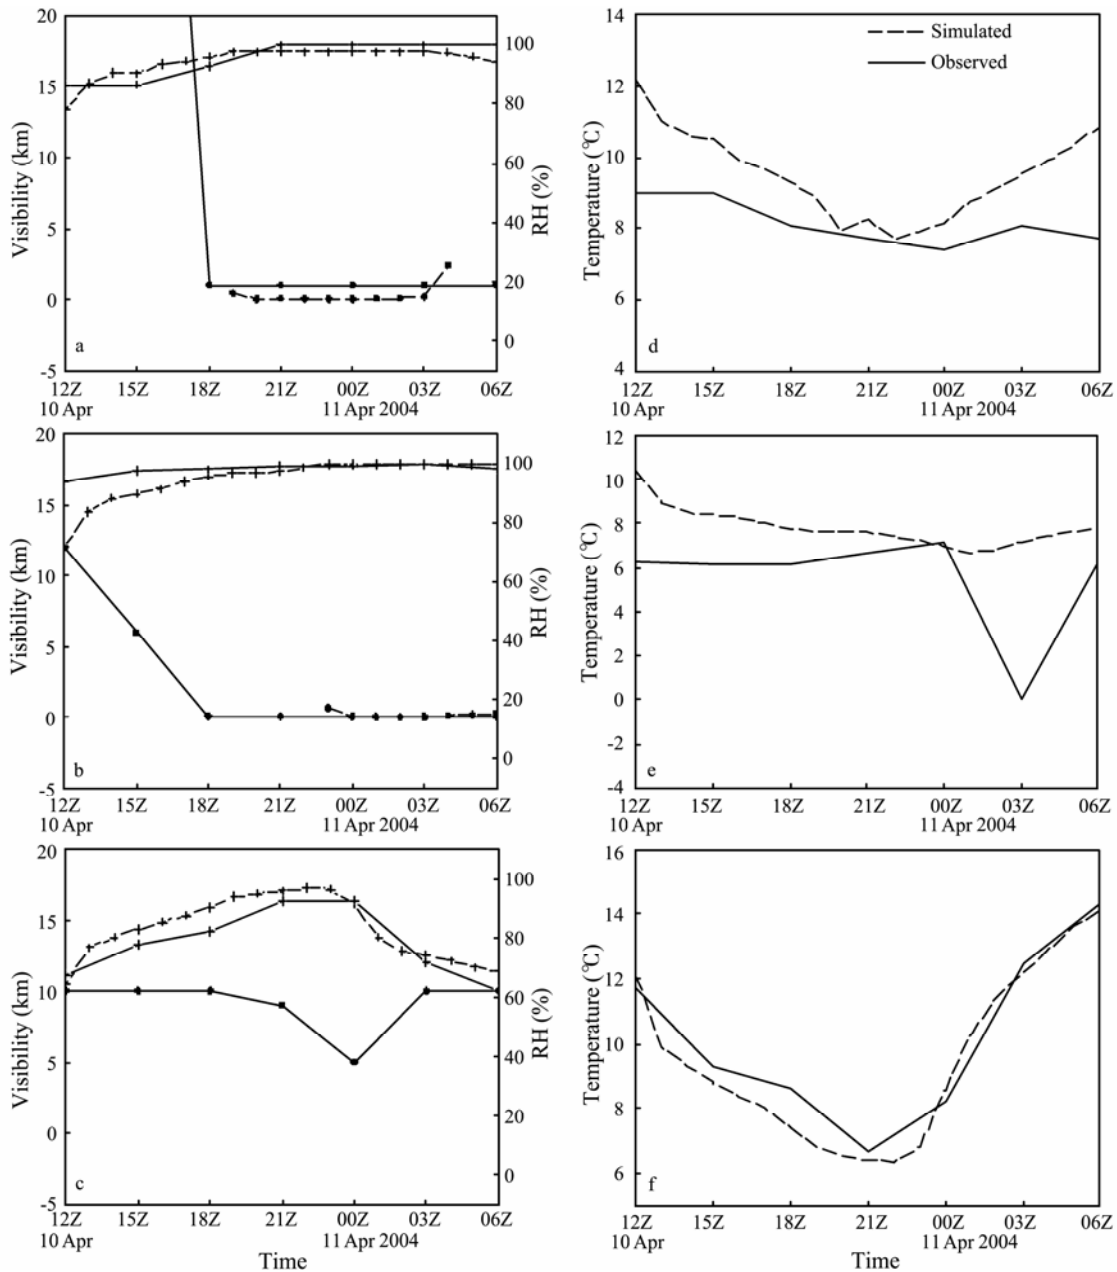 20
15
10
5
0
-5
Visibility (km)
100
80
60
40
20
0
RH (%)
a
12Z 15Z 18Z 21Z 00Z 03Z 06Z
10 Apr 11 Apr 2004
14
12
10
8
6
4
Temperature (℃)
Simulated
Observed
d
12Z 15Z 18Z 21Z 00Z 03Z 06Z
10 Apr 11 Apr 2004
20
15
10
5
0
-5
Visibility (km)
100
80
60
40
20
0
RH (%)
b
12Z 15Z 18Z 21Z 00Z 03Z 06Z
10 Apr 11 Apr 2004
12
10
8
6
4
2
0
-2
-4
Temperature (℃)
e
12Z 15Z 18Z 21Z 00Z 03Z 06Z
10 Apr 11 Apr 2004
20
15
10
5
0
-5
Visibility (km)
100
80
60
40
20
0
RH (%)
c
12Z 15Z 18Z 21Z 00Z 03Z 06Z
10 Apr 11 Apr 2004
Time
16
14
12
10
8
6
Temperature (℃)
f
12Z 15Z 18Z 21Z 00Z 03Z 06Z
10 Apr 11 Apr 2004
Time